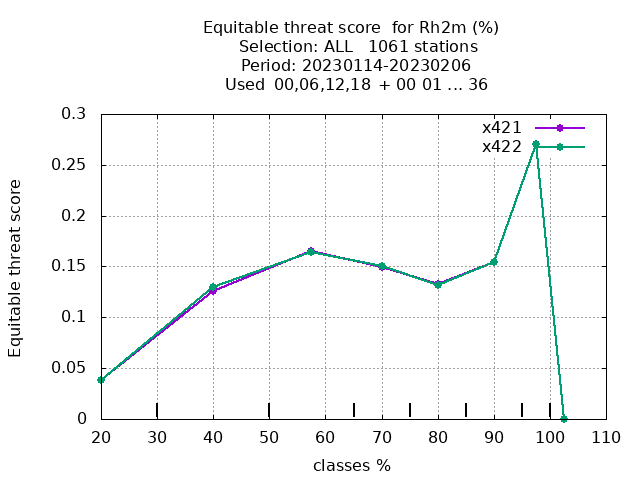 Equitable threat score  for Rh2m (%)
Selection: ALL   1061 stations
Period: 20230114-20230206
Used  00,06,12,18  + 00 01 ... 36
x421
x422
0.3
0.25
0.2
0.15
0.1
0.05
0
Equitable threat score
20 30 40 50 60 70 80 90 100 110
classes %